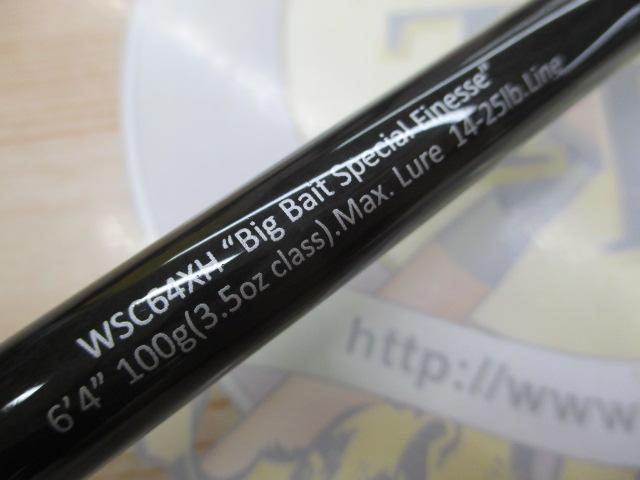 WSC64XH “Big Bait Special Finesse”
6’4” 100g(3.5oz class).Max. Lure 14-25lb.Line
http://www